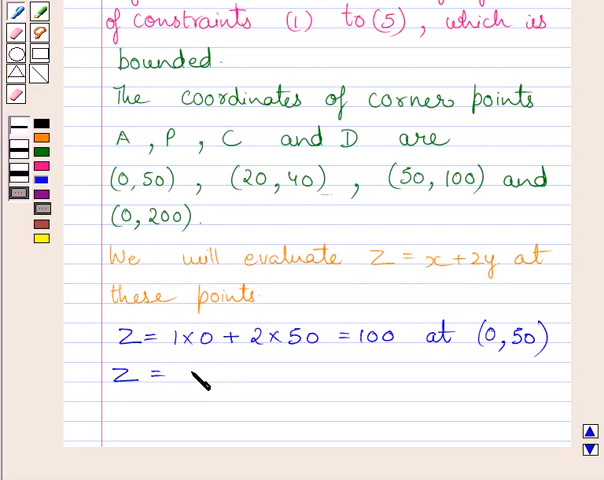 of constraints (1) to (5), which is
bounded.
The coordinates of corner points
A, P, C and D are
(0,50), (20,40), (50,100) and
(0,200).
We will evaluate Z = x+2y at
these points.
Z = 1×0 + 2×50 = 100 at (0,50)
Z =